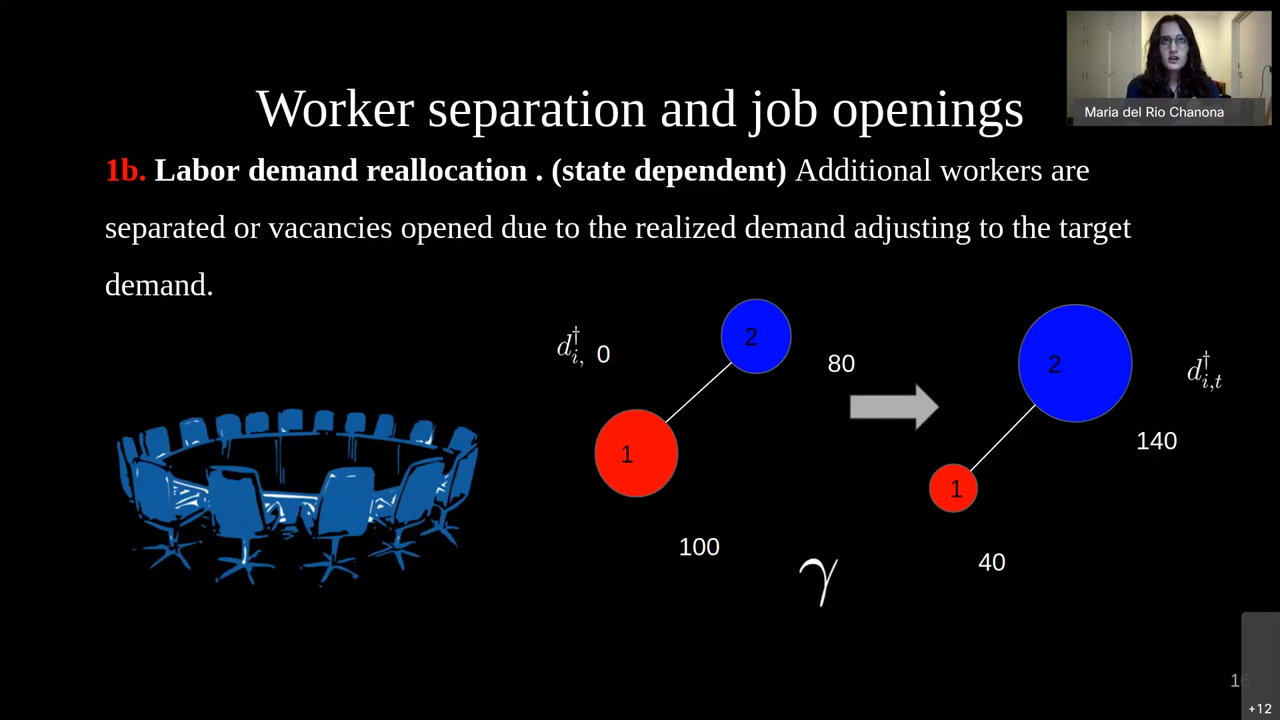 Maria del Rio Chanona
Worker separation and job openings
1b. Labor demand reallocation . (state dependent) Additional workers are
separated or vacancies opened due to the realized demand adjusting to the target
demand.
d†i, 0
2
80
1
100
γ
2
d†i,t
140
1
40
+12